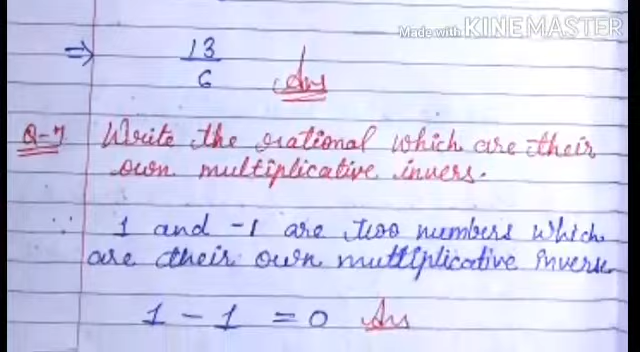 Made with KINEMASTER
⇒ 13/6 Ans
Q-7 Write the rational which are their
own multiplicative invers.
∵ 1 and -1 are two numbers which
are their own multiplicative inverse
1 - 1 = 0 Ans